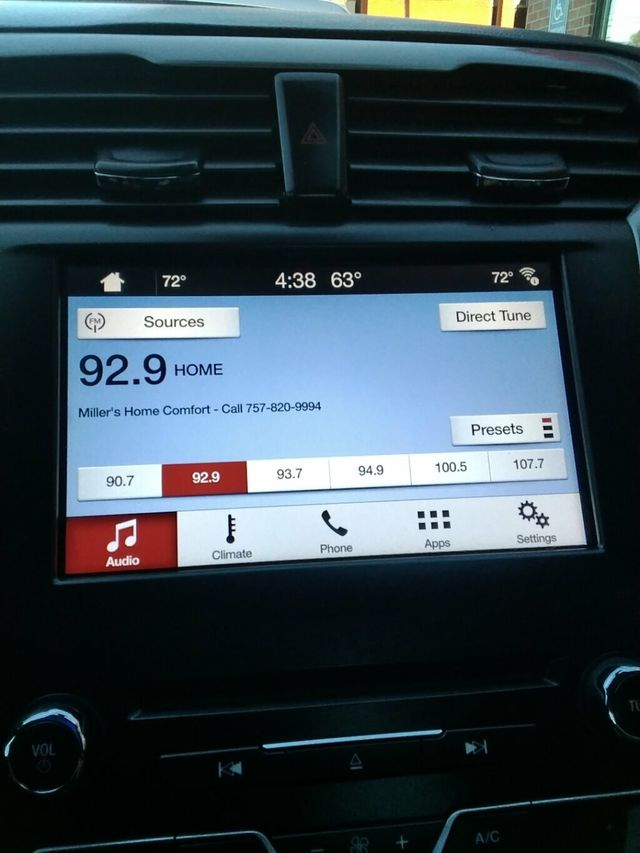 72° 4:38 63° 72°
FM Sources Direct Tune
92.9 HOME
Miller's Home Comfort - Call 757-820-9994
Presets
90.7 92.9 93.7 94.9 100.5 107.7
Audio Climate Phone Apps Settings
VOL
A/C